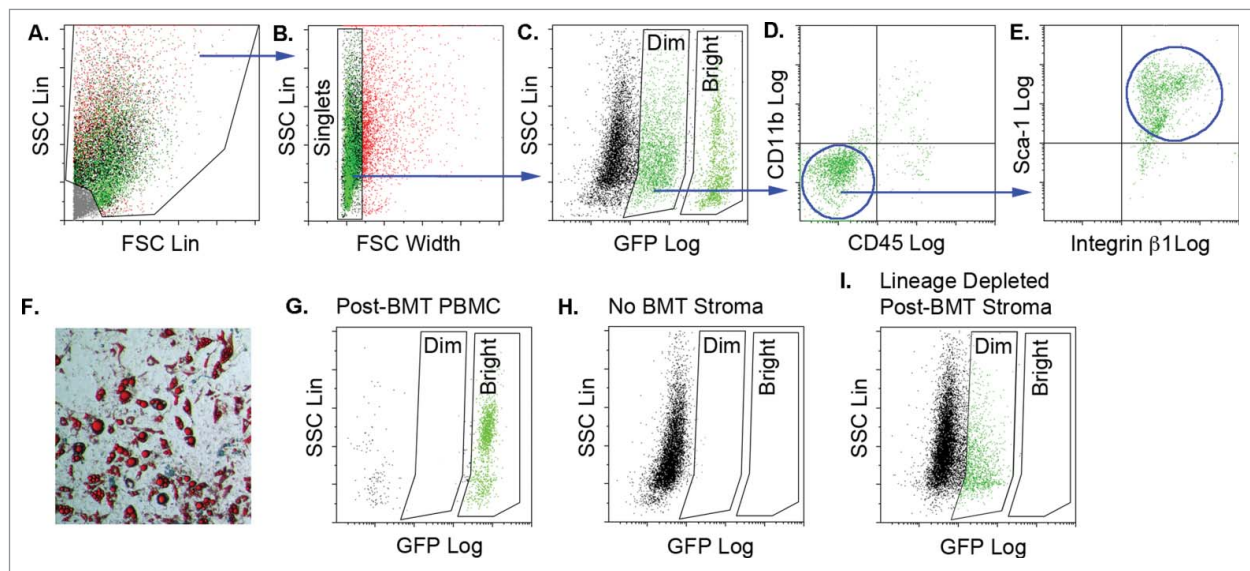 A.
SSC Lin
FSC Lin
B.
SSC Lin
Singlets
FSC Width
C.
SSC Lin
Dim
Bright
GFP Log
D.
CD11b Log
CD45 Log
E.
Sca-1 Log
Integrin β1Log
F.
G.
Post-BMT PBMC
SSC Lin
Dim
Bright
GFP Log
H.
No BMT Stroma
SSC Lin
Dim
Bright
GFP Log
I.
Lineage Depleted
Post-BMT Stroma
SSC Lin
Dim
Bright
GFP Log